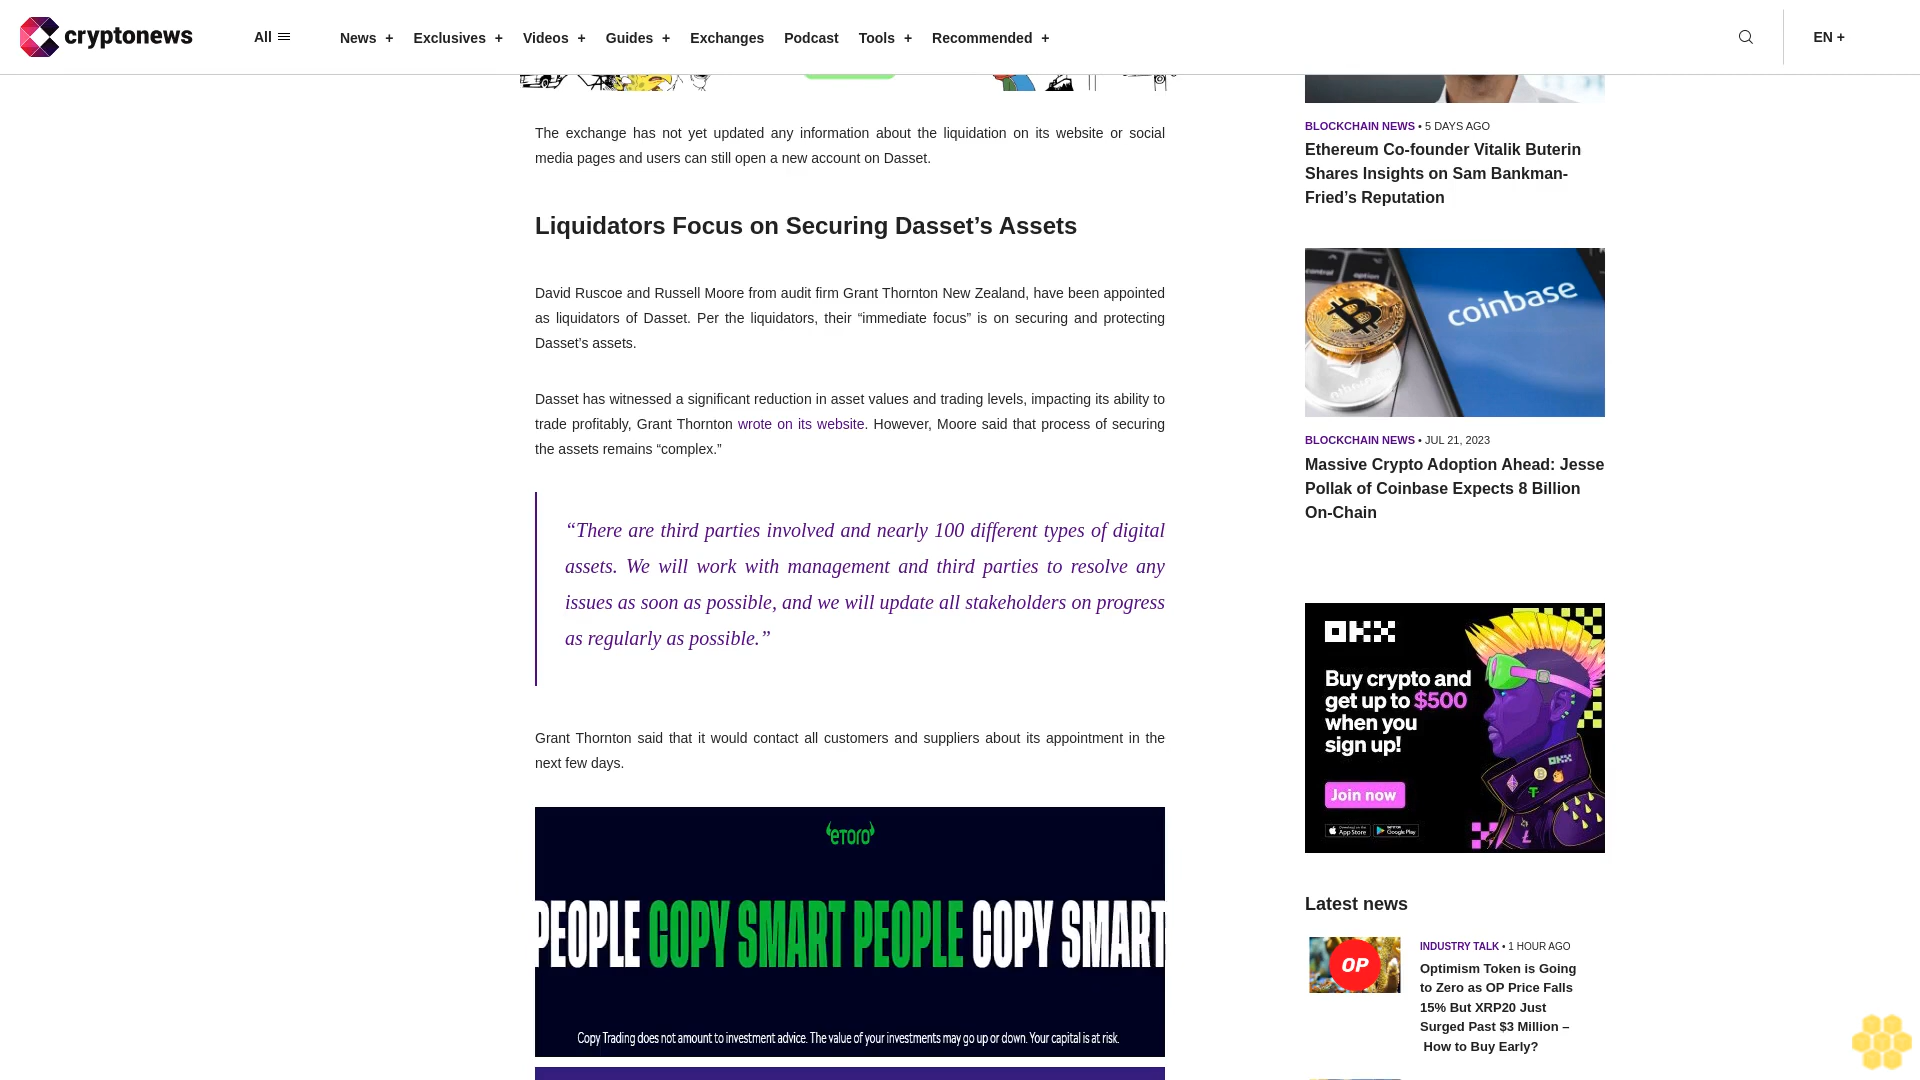 cryptonews
All
News +
Exclusives +
Videos +
Guides +
Exchanges
Podcast
Tools +
Recommended +
EN +
The exchange has not yet updated any information about the liquidation on its website or social
media pages and users can still open a new account on Dasset.
Liquidators Focus on Securing Dasset’s Assets
David Ruscoe and Russell Moore from audit firm Grant Thornton New Zealand, have been appointed
as liquidators of Dasset. Per the liquidators, their “immediate focus” is on securing and protecting
Dasset’s assets.
Dasset has witnessed a significant reduction in asset values and trading levels, impacting its ability to
trade profitably, Grant Thornton wrote on its website. However, Moore said that process of securing
the assets remains “complex.”
“There are third parties involved and nearly 100 different types of digital
assets. We will work with management and third parties to resolve any
issues as soon as possible, and we will update all stakeholders on progress
as regularly as possible.”
Grant Thornton said that it would contact all customers and suppliers about its appointment in the
next few days.
eToro
PEOPLE COPY SMART PEOPLE COPY SMART
Copy Trading does not amount to investment advice. The value of your investments may go up or down. Your capital is at risk.
BLOCKCHAIN NEWS • 5 DAYS AGO
Ethereum Co-founder Vitalik Buterin
Shares Insights on Sam Bankman-
Fried’s Reputation
control
option
coinbase
BLOCKCHAIN NEWS • JUL 21, 2023
Massive Crypto Adoption Ahead: Jesse
Pollak of Coinbase Expects 8 Billion
On-Chain
OKX
Buy crypto and
get up to $500
when you
sign up!
OKX
Join now
App Store
Google Play
Latest news
OP
INDUSTRY TALK • 1 HOUR AGO
Optimism Token is Going
to Zero as OP Price Falls
15% But XRP20 Just
Surged Past $3 Million –
How to Buy Early?